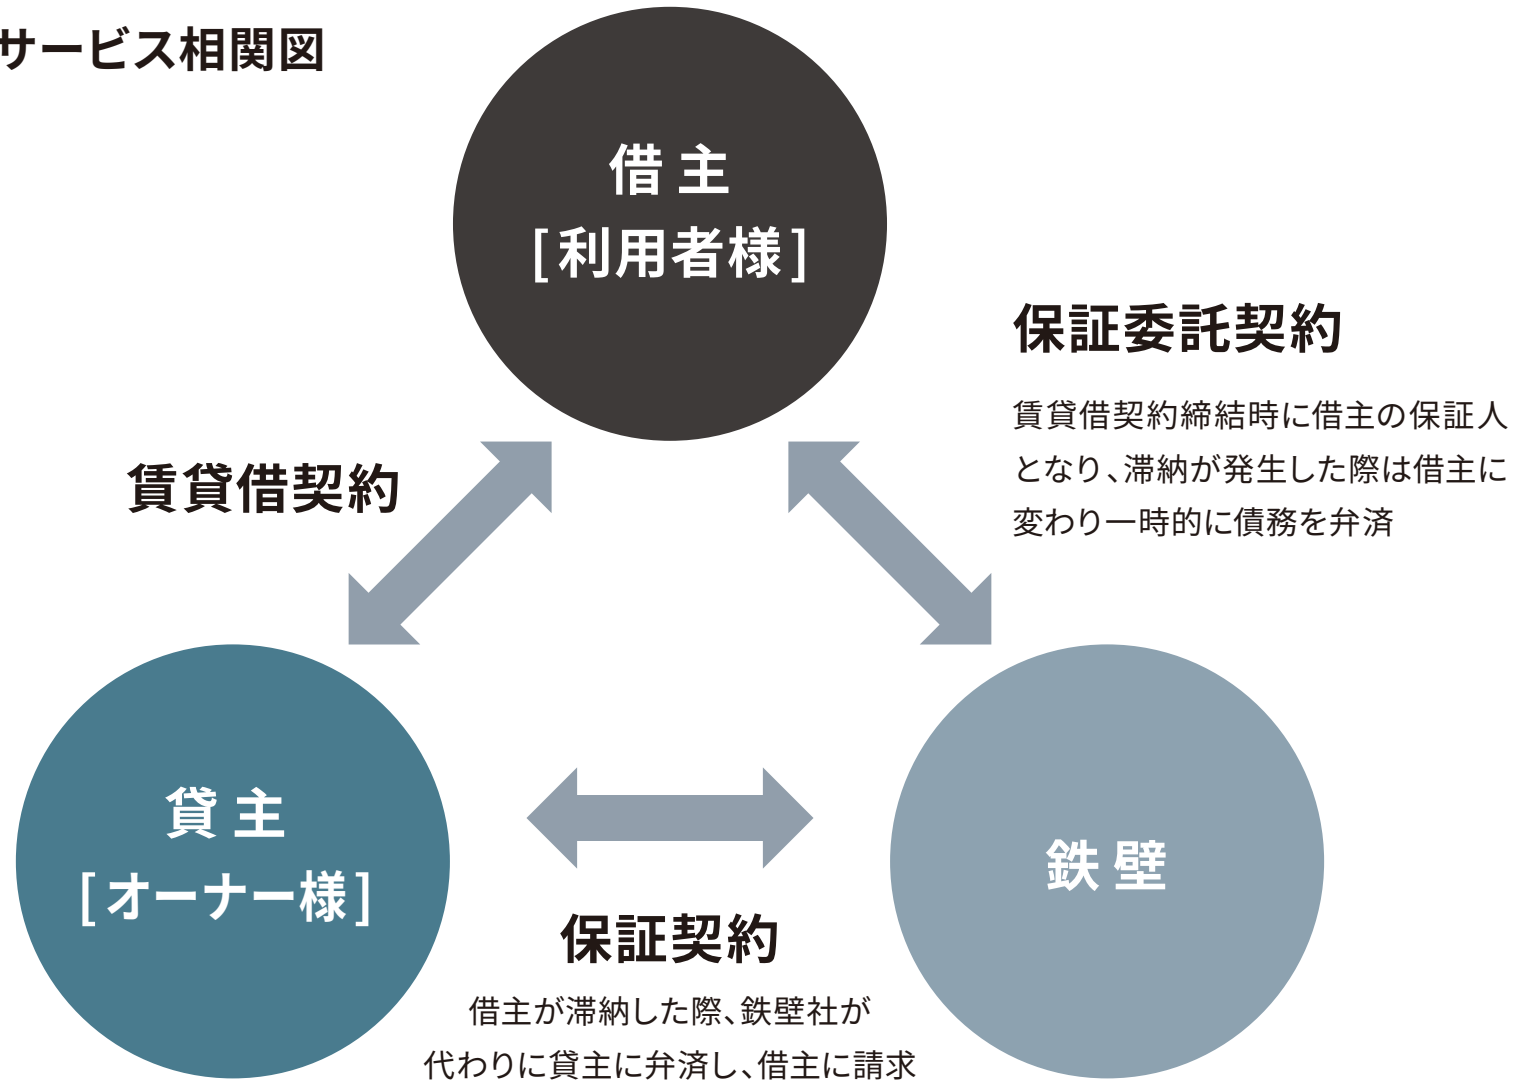 サービス相関図
借主
[利用者様]
保証委託契約
賃貸借契約締結時に借主の保証人
となり、滞納が発生した際は借主に
変わり一時的に債務を弁済
賃貸借契約
貸主
[オーナー様]
鉄壁
保証契約
借主が滞納した際、鉄壁社が
代わりに貸主に弁済し、借主に請求